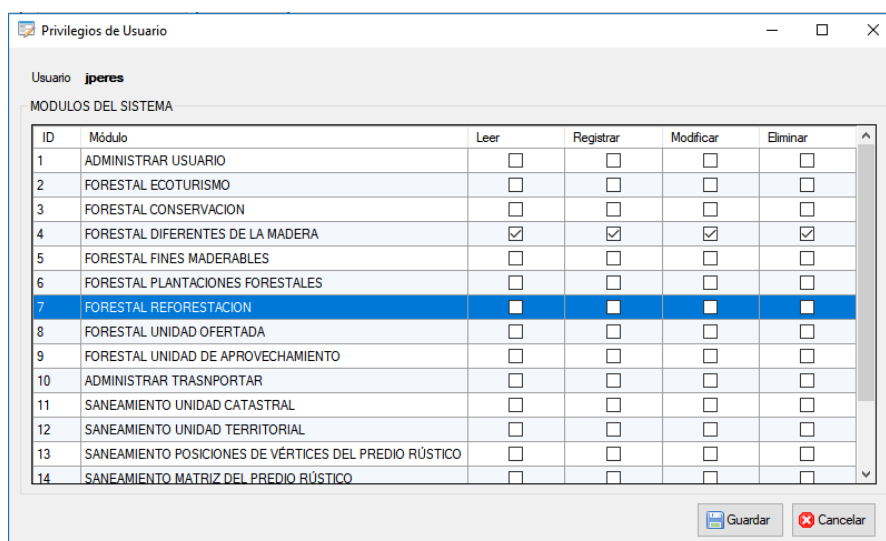 Privilegios de Usuario
Usuario jperes
MODULOS DEL SISTEMA
ID Módulo Leer Registrar Modificar Eliminar
1 ADMINISTRAR USUARIO
2 FORESTAL ECOTURISMO
3 FORESTAL CONSERVACION
4 FORESTAL DIFERENTES DE LA MADERA
5 FORESTAL FINES MADERABLES
6 FORESTAL PLANTACIONES FORESTALES
7 FORESTAL REFORESTACION
8 FORESTAL UNIDAD OFERTADA
9 FORESTAL UNIDAD DE APROVECHAMIENTO
10 ADMINISTRAR TRASNPORTAR
11 SANEAMIENTO UNIDAD CATASTRAL
12 SANEAMIENTO UNIDAD TERRITORIAL
13 SANEAMIENTO POSICIONES DE VÉRTICES DEL PREDIO RÚSTICO
14 SANEAMIENTO MATRIZ DEL PREDIO RÚSTICO
Guardar Cancelar